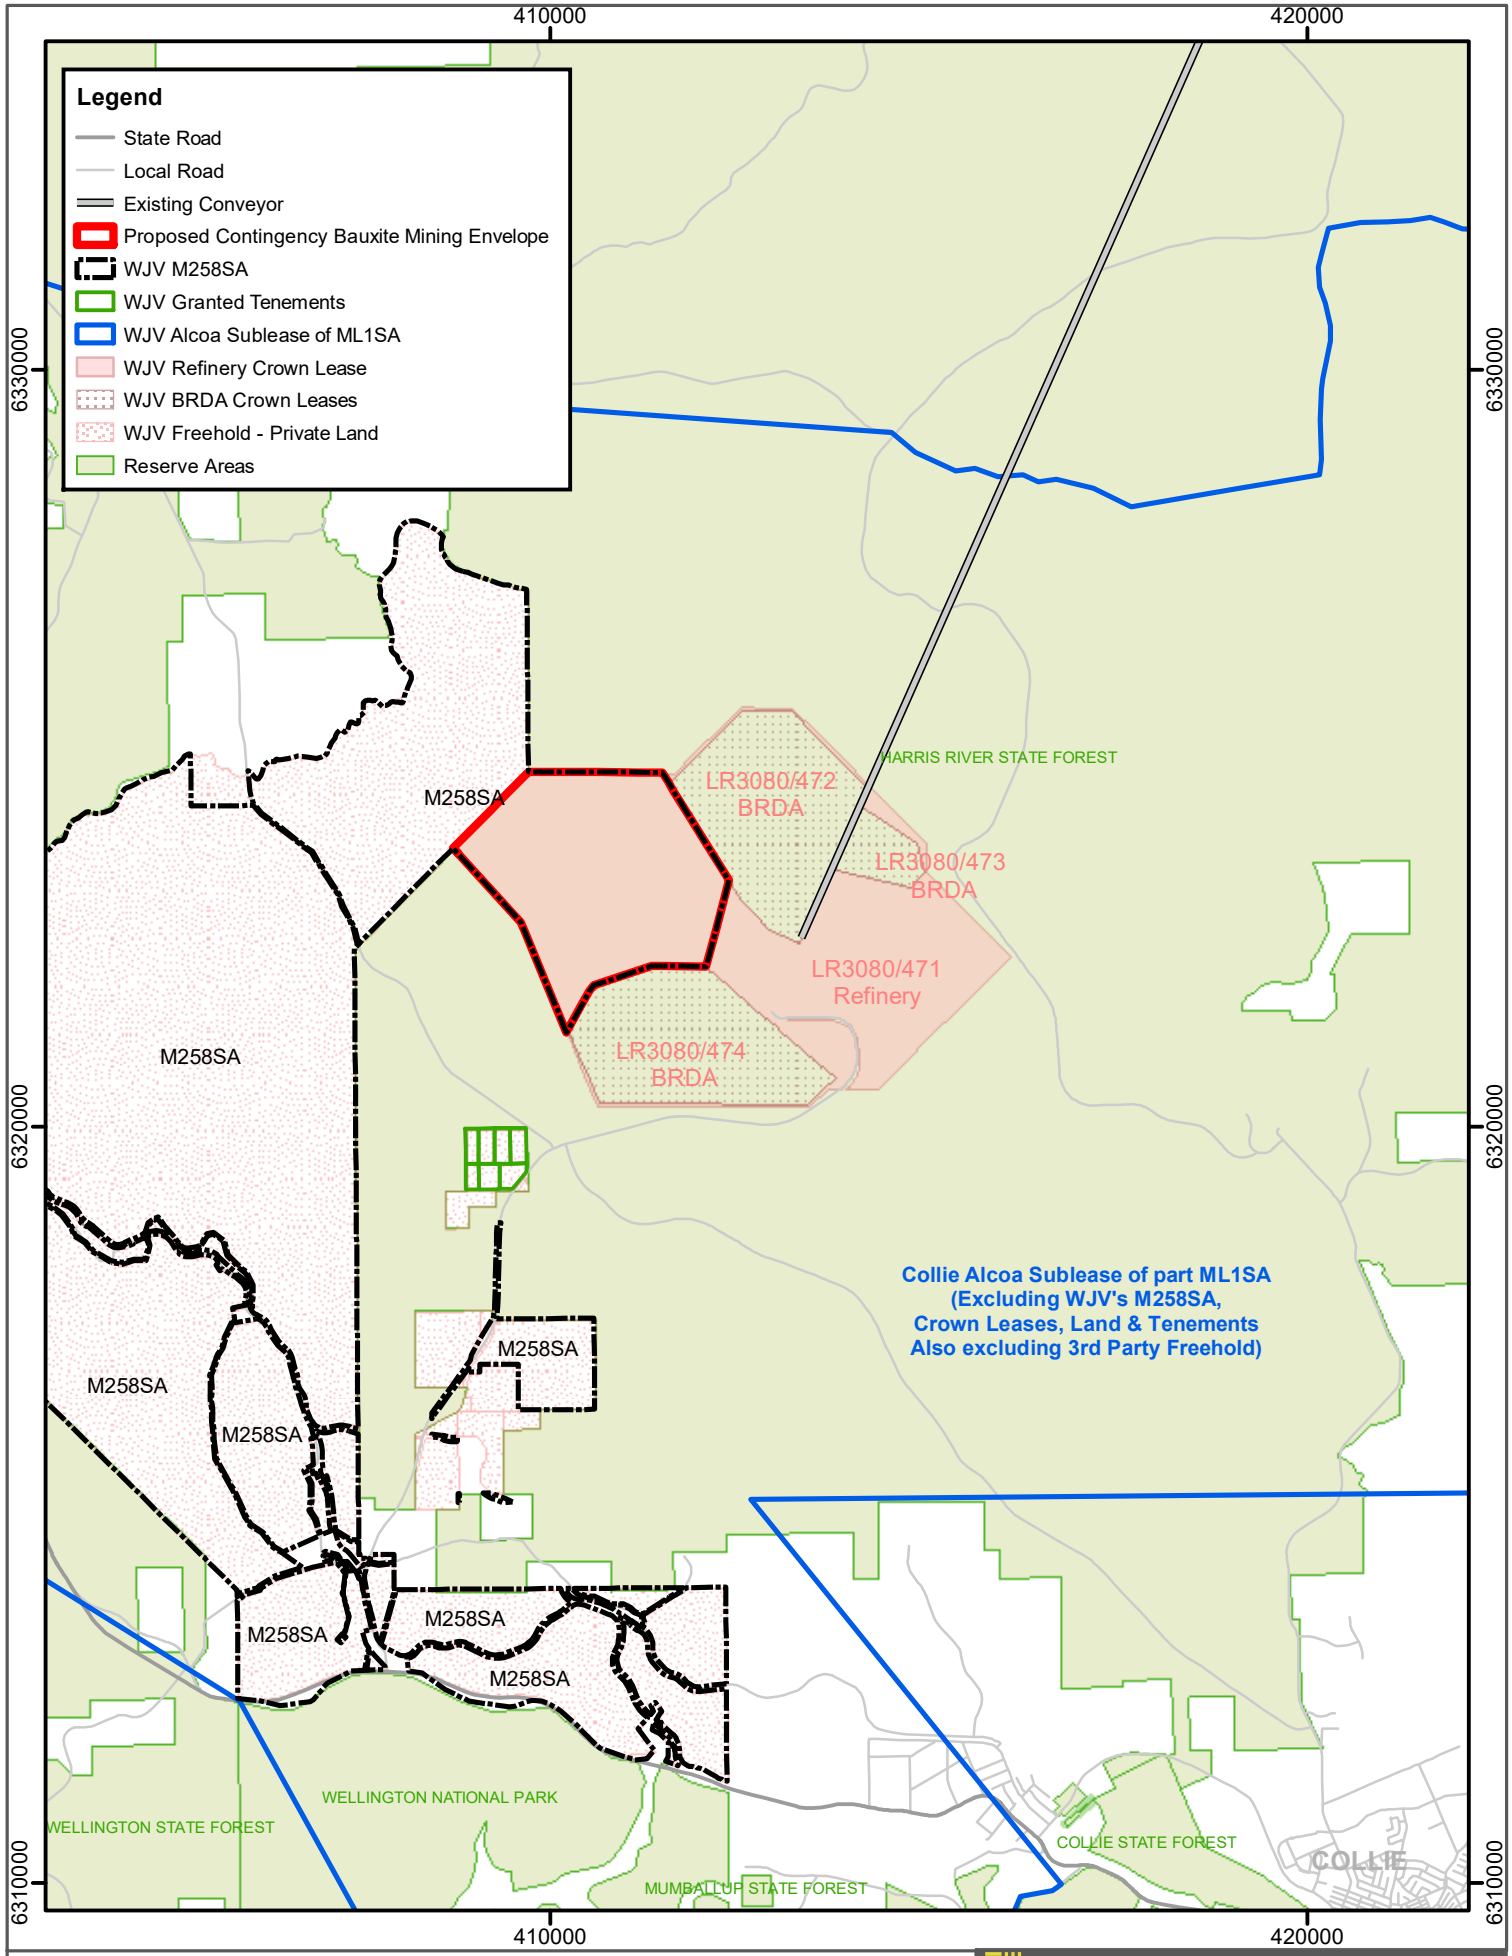 410000
420000
Legend
State Road
Local Road
Existing Conveyor
Proposed Contingency Bauxite Mining Envelope
WJV M258SA
WJV Granted Tenements
WJV Alcoa Sublease of ML1SA
WJV Refinery Crown Lease
WJV BRDA Crown Leases
WJV Freehold - Private Land
Reserve Areas
6330000
6330000
HARRIS RIVER STATE FOREST
LR3080/472
BRDA
M258SA
LR3080/473
BRDA
LR3080/471
Refinery
M258SA
LR3080/474
BRDA
6320000
6320000
Collie Alcoa Sublease of part ML1SA
(Excluding WJV's M258SA,
Crown Leases, Land & Tenements
Also excluding 3rd Party Freehold)
M258SA
M258SA
M258SA
M258SA
M258SA
M258SA
WELLINGTON NATIONAL PARK
WELLINGTON STATE FOREST
COLLIE STATE FOREST
COLLIE
MUMBALLUP STATE FOREST
6310000
6310000
410000
420000